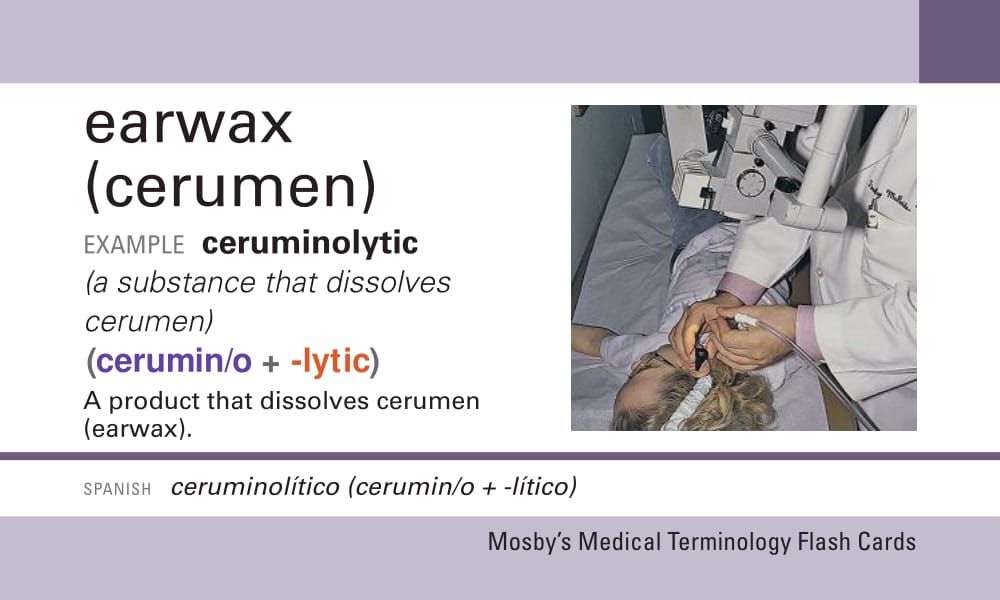 earwax
(cerumen)
EXAMPLE ceruminolytic
(a substance that dissolves
cerumen)
(cerumin/o + -lytic)
A product that dissolves cerumen
(earwax).
SPANISH ceruminolítico (cerumin/o + -lítico)
Mosby's Medical Terminology Flash Cards